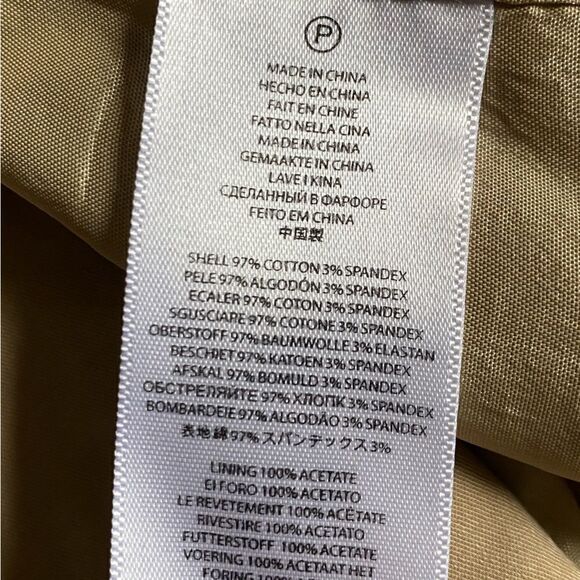 P
MADE IN CHINA
HECHO EN CHINA
FAIT EN CHINE
FATTO NELLA CINA
MADE IN CHINA
GEMAAKTE IN CHINA
LAVE I KINA
СДЕЛАННЫЙ В ФАРФОРЕ
FEITO EM CHINA
中国製
SHELL 97% COTTON 3% SPANDEX
PELE 97% ALGODÓN 3% SPANDEX
ECALER 97% COTON 3% SPANDEX
SGUSCIARE 97% COTONE 3% SPANDEX
OBERSTOFF 97% BAUMWOLLE 3% ELASTAN
BESCHIET 97% KATOEN 3% SPANDEX
AFSKAL 97% BOMULD 3% SPANDEX
ОБСТРЕЛЯЙТЕ 97% ХЛОПК 3% SPANDEX
BOMBARDEIE 97% ALGODÃO 3% SPANDEX
表地 綿 97% スパンデックス 3%
LINING 100% ACETATE
EI FORO 100% ACETATO
LE REVETEMENT 100% ACÉTATE
RIVESTIRE 100% ACETATO
FUTTERSTOFF 100% ACETATE
VOERING 100% ACETAAT HET
FORING 100% ACETATE